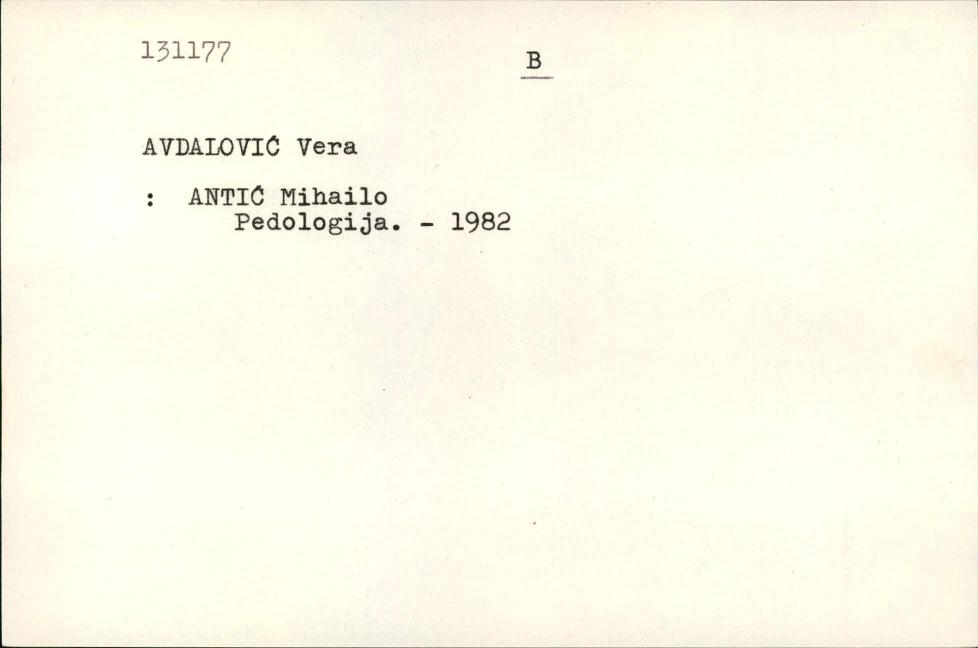 131177
B
AVDALOVIĆ Vera
: ANTIĆ Mihailo
Pedologija. - 1982